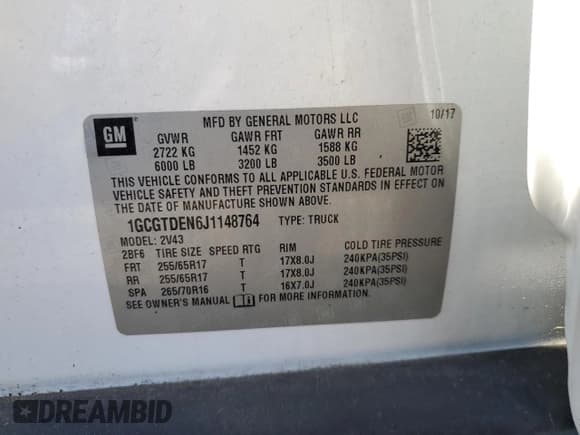 GM
MFD BY GENERAL MOTORS LLC
10/17
GVWR GAWR FRT GAWR RR
2722 KG 1452 KG 1588 KG
6000 LB 3200 LB 3500 LB
THIS VEHICLE CONFORMS TO ALL APPLICABLE U.S. FEDERAL MOTOR
VEHICLE SAFETY AND THEFT PREVENTION STANDARDS IN EFFECT ON
THE DATE OF MANUFACTURE SHOWN ABOVE.
1GCGTDEN6J1148764 TYPE: TRUCK
MODEL: 2V43
2BF6 TIRE SIZE SPEED RTG RIM COLD TIRE PRESSURE
FRT 255/65R17 T 17X8.0J 240KPA(35PSI)
RR 255/65R17 T 17X8.0J 240KPA(35PSI)
SPA 265/70R16 T 16X7.0J 240KPA(35PSI)
SEE OWNER'S MANUAL FOR MORE INFORMATION.
DREAMBID